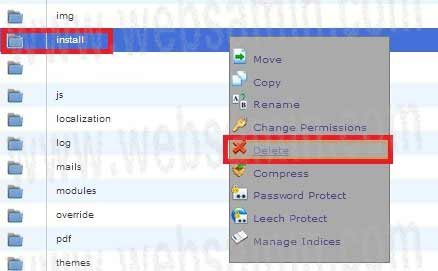 img
install
Move
Copy
js
Rename
localization
Change Permissions
log
Delete
mails
Compress
modules
Password Protect
override
Leech Protect
pdf
Manage Indices
themes